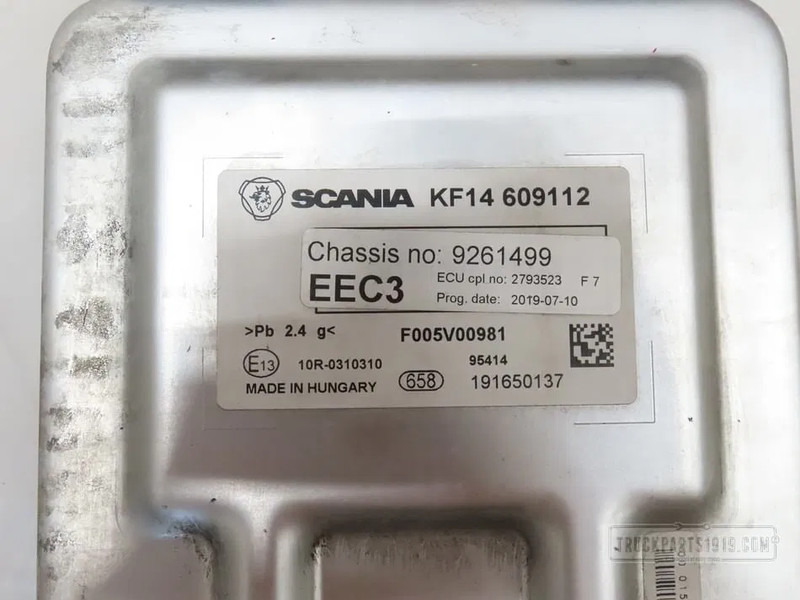 SCANIA KF14 609112
Chassis no: 9261499
EEC3
ECU cpl no: 2793523 F 7
Prog. date: 2019-07-10
>Pb 2.4 g<
F005V00981
E13
10R-0310310
95414
MADE IN HUNGARY
658
191650137
TRUCKPARTS1919.COM